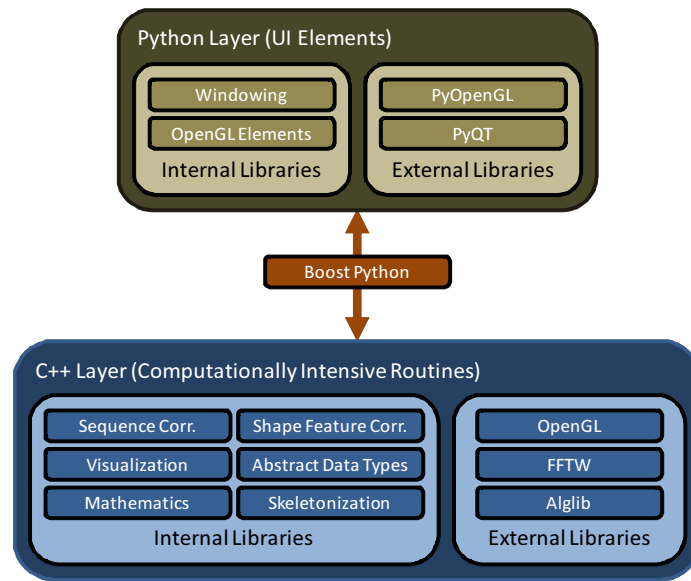 Python Layer (UI Elements)
Windowing
OpenGL Elements
Internal Libraries
PyOpenGL
PyQT
External Libraries
Boost Python
C++ Layer (Computationally Intensive Routines)
Sequence Corr.
Shape Feature Corr.
Visualization
Abstract Data Types
Mathematics
Skeletonization
Internal Libraries
OpenGL
FFTW
Alglib
External Libraries